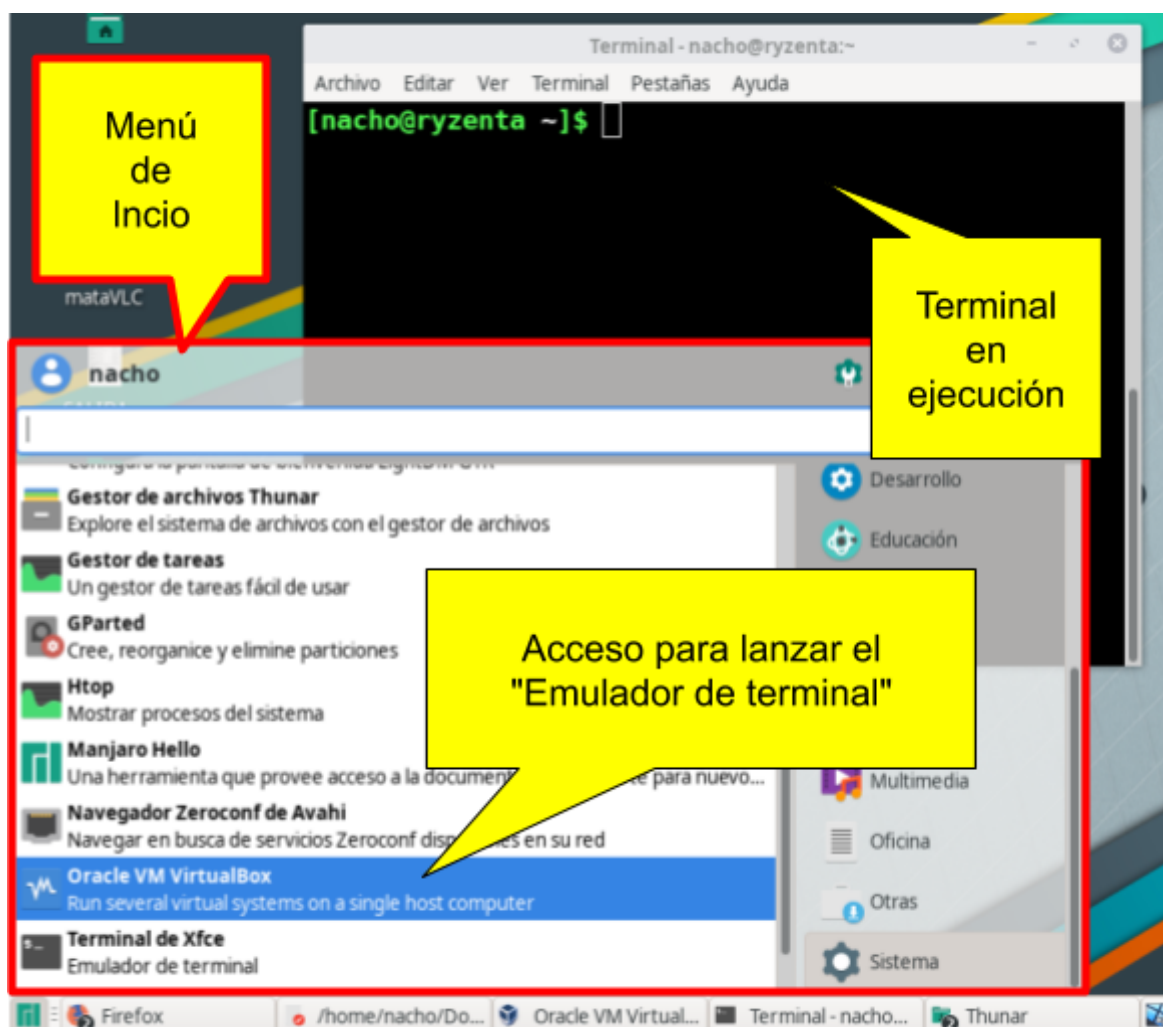 Terminal - nacho@ryzenta:~
Archivo Editar Ver Terminal Pestañas Ayuda
[nacho@ryzenta ~]$
Menú
de
Incio
mataVLC
Terminal
en
ejecución
nacho
Gestor de archivos Thunar
Explore el sistema de archivos con el gestor de archivos
Gestor de tareas
Un gestor de tareas fácil de usar
GParted
Cree, reorganice y elimine particiones
Htop
Mostrar procesos del sistema
Manjaro Hello
Una herramienta que provee acceso a la document te para nuevo...
Navegador Zeroconf de Avahi
Navegar en busca de servicios Zeroconf es en su red
Oracle VM VirtualBox
Run several virtual systems on a single host computer
Terminal de Xfce
Emulador de terminal
Acceso para lanzar el
"Emulador de terminal"
Desarrollo
Educación
Multimedia
Oficina
Otras
Sistema
Firefox
/home/nacho/Do...
Oracle VM Virtual...
Terminal - nacho...
Thunar